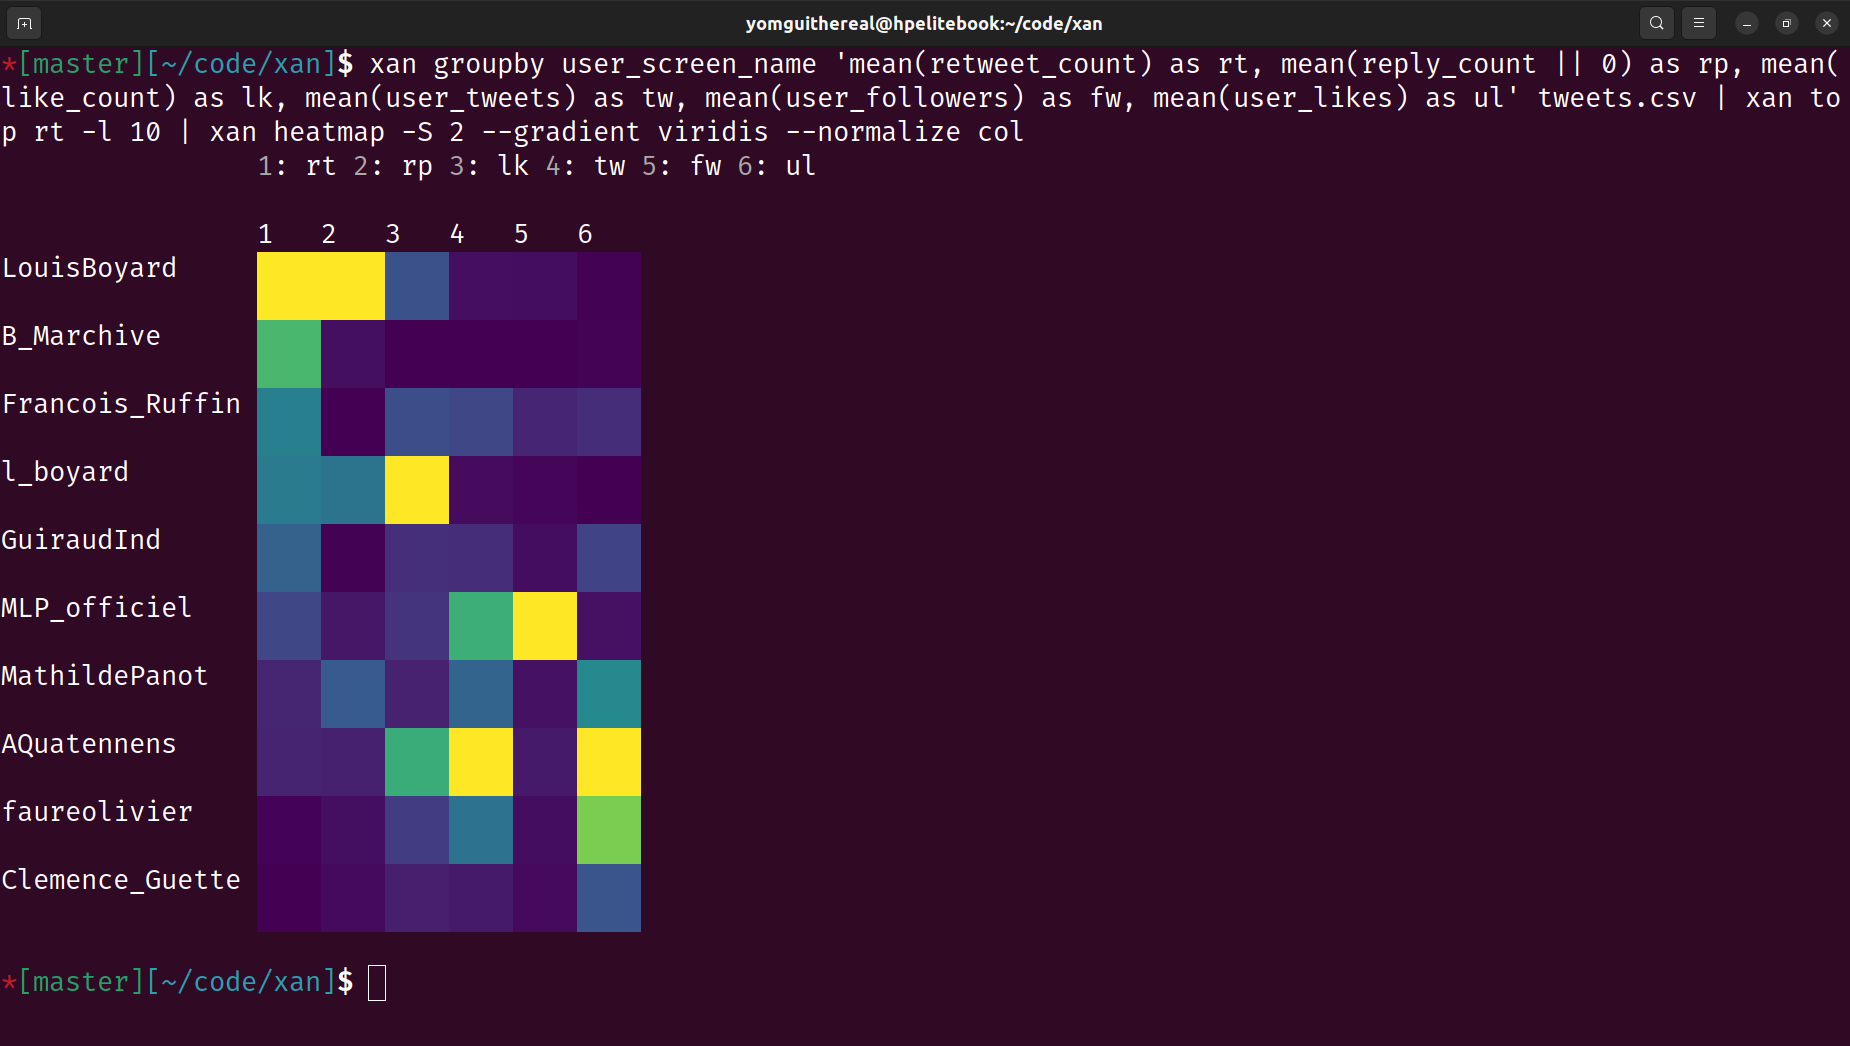 yomguithereal@hpelitebook:~/code/xan
*[master][~/code/xan]$ xan groupby user_screen_name 'mean(retweet_count) as rt, mean(reply_count || 0) as rp, mean(
like_count) as lk, mean(user_tweets) as tw, mean(user_followers) as fw, mean(user_likes) as ul' tweets.csv | xan to
p rt -l 10 | xan heatmap -S 2 --gradient viridis --normalize col
1: rt 2: rp 3: lk 4: tw 5: fw 6: ul
1 2 3 4 5 6
LouisBoyard
B_Marchive
Francois_Ruffin
l_boyard
GuiraudInd
MLP_officiel
MathildePanot
AQuatennens
faureolivier
Clemence_Guette
*[master][~/code/xan]$